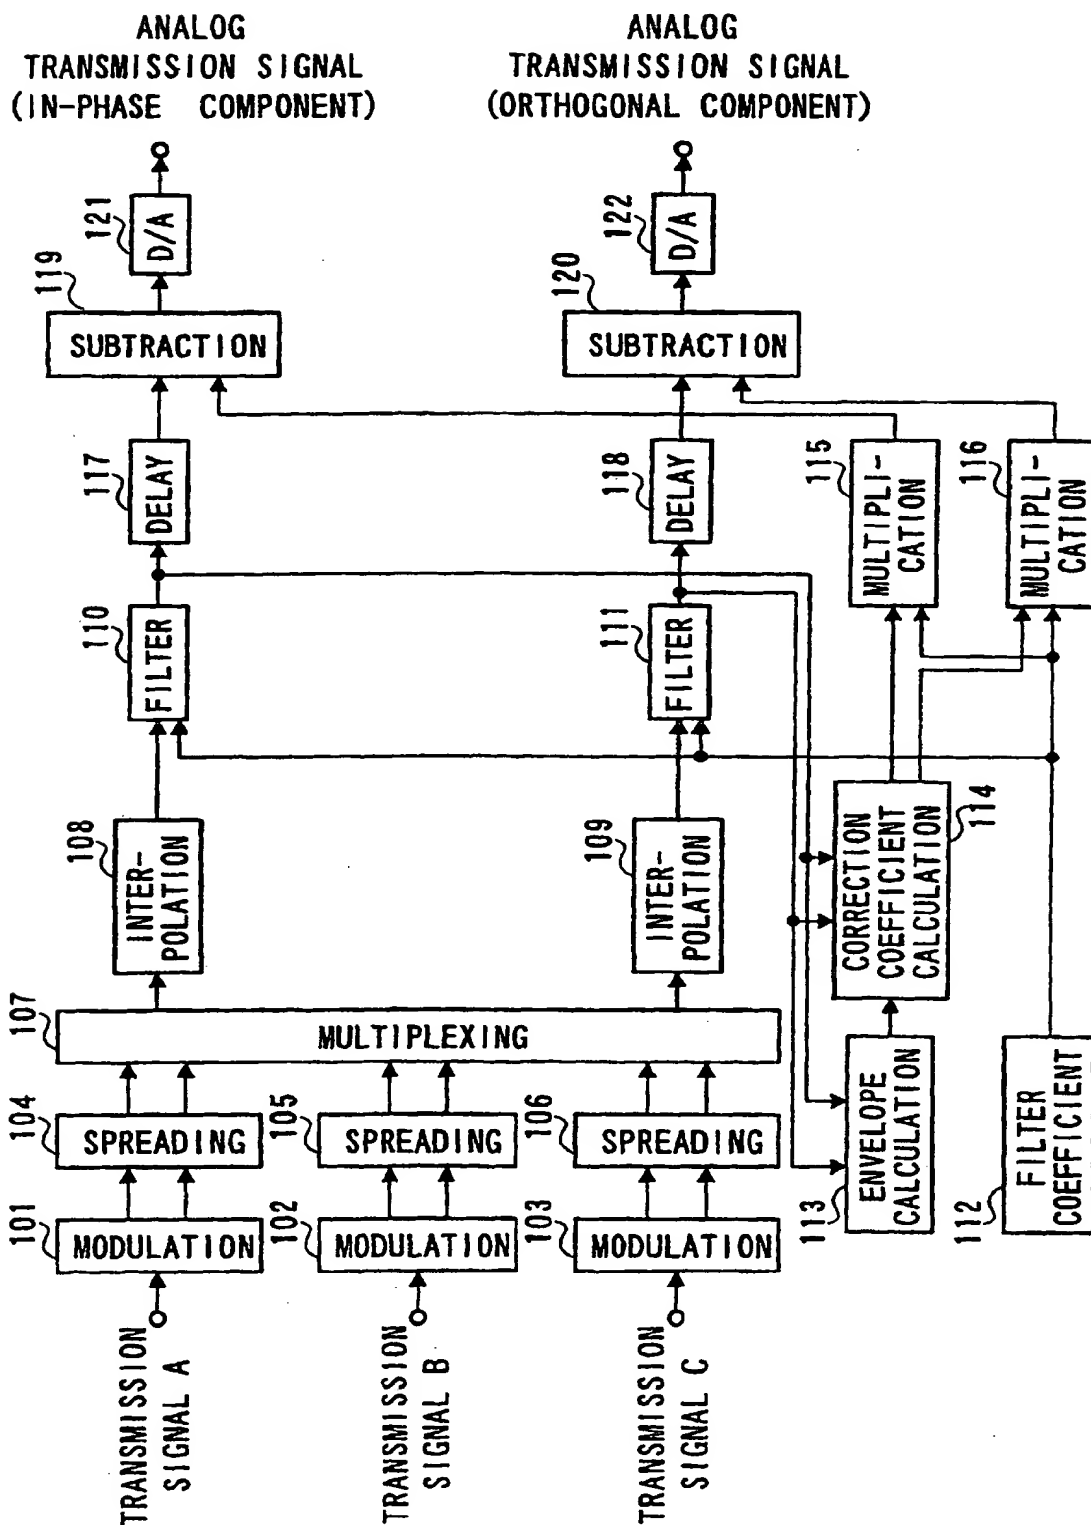 ANALOG
TRANSMISSION SIGNAL
(IN-PHASE COMPONENT)
ANALOG
TRANSMISSION SIGNAL
(ORTHOGONAL COMPONENT)
121
D/A
122
D/A
119
SUBTRACTION
120
SUBTRACTION
117
DELAY
118
DELAY
115
MULTIPLI-
CATION
116
MULTIPLI-
CATION
110
FILTER
111
FILTER
108
INTER-
POLATION
109
INTER-
POLATION
CORRECTION
COEFFICIENT
CALCULATION
114
107
MULTIPLEXING
104
SPREADING
105
SPREADING
106
SPREADING
ENVELOPE
CALCULATION
113
FILTER
COEFFICIENT
112
101
MODULATION
102
MODULATION
103
MODULATION
TRANSMISSION
SIGNAL A
TRANSMISSION
SIGNAL B
TRANSMISSION
SIGNAL C